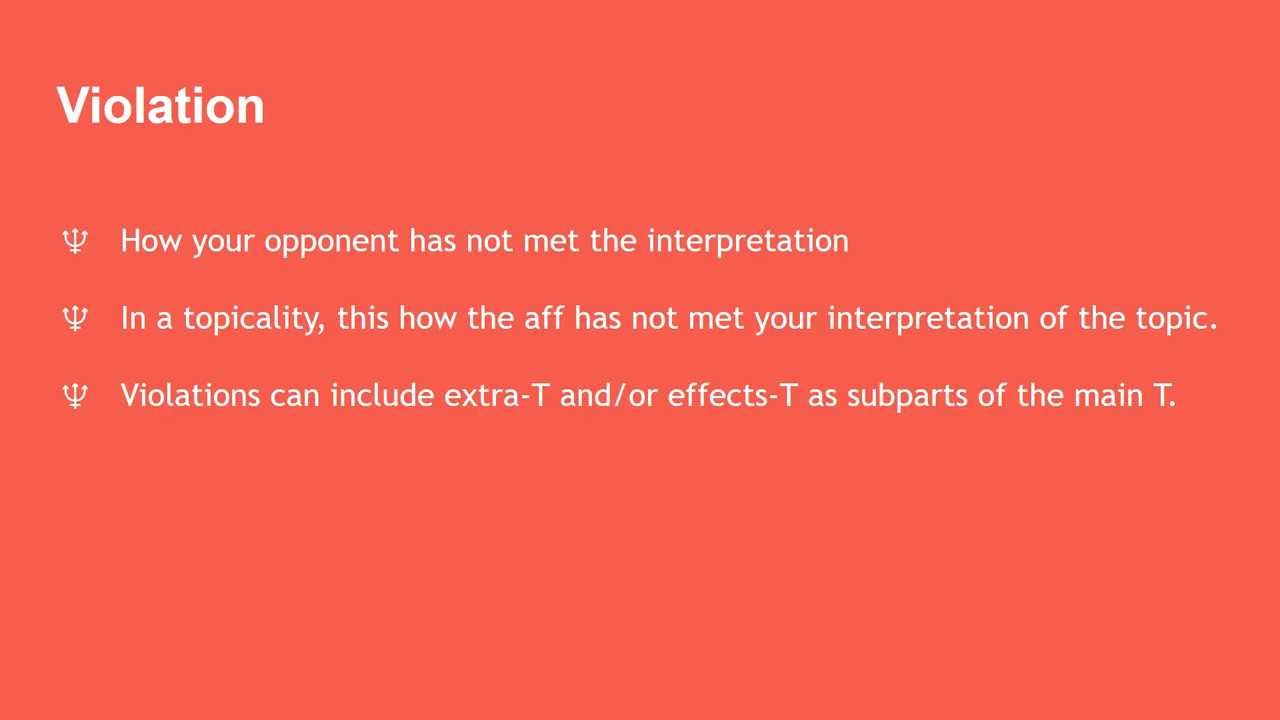 Violation
♆ How your opponent has not met the interpretation
♆ In a topicality, this how the aff has not met your interpretation of the topic.
♆ Violations can include extra-T and/or effects-T as subparts of the main T.